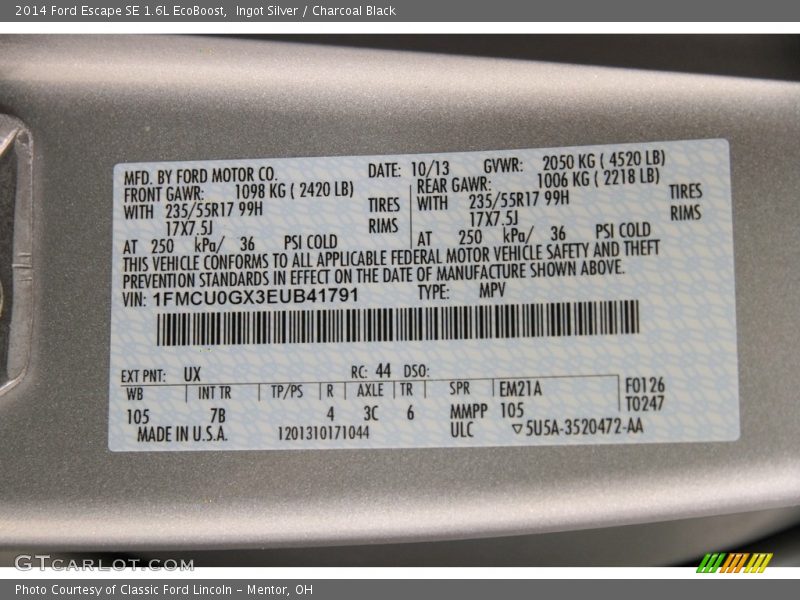 2014 Ford Escape SE 1.6L EcoBoost, Ingot Silver / Charcoal Black
MFD. BY FORD MOTOR CO. DATE: 10/13 GVWR: 2050 KG ( 4520 LB)
FRONT GAWR: 1098 KG ( 2420 LB) REAR GAWR: 1006 KG ( 2218 LB)
WITH 235/55R17 99H TIRES WITH 235/55R17 99H TIRES
17X7.5J RIMS 17X7.5J RIMS
AT 250 kPa/ 36 PSI COLD AT 250 kPa/ 36 PSI COLD
THIS VEHICLE CONFORMS TO ALL APPLICABLE FEDERAL MOTOR VEHICLE SAFETY AND THEFT
PREVENTION STANDARDS IN EFFECT ON THE DATE OF MANUFACTURE SHOWN ABOVE.
VIN: 1FMCU0GX3EUB41791 TYPE: MPV
EXT PNT: UX RC: 44 DSO:
WB INT TR TP/PS R AXLE TR SPR EM21A F0126
105 7B 4 3C 6 MMPP 105 T0247
MADE IN U.S.A. 1201310171044 ULC ▽5U5A-3520472-AA
GTCarLot.com
Photo Courtesy of Classic Ford Lincoln - Mentor, OH